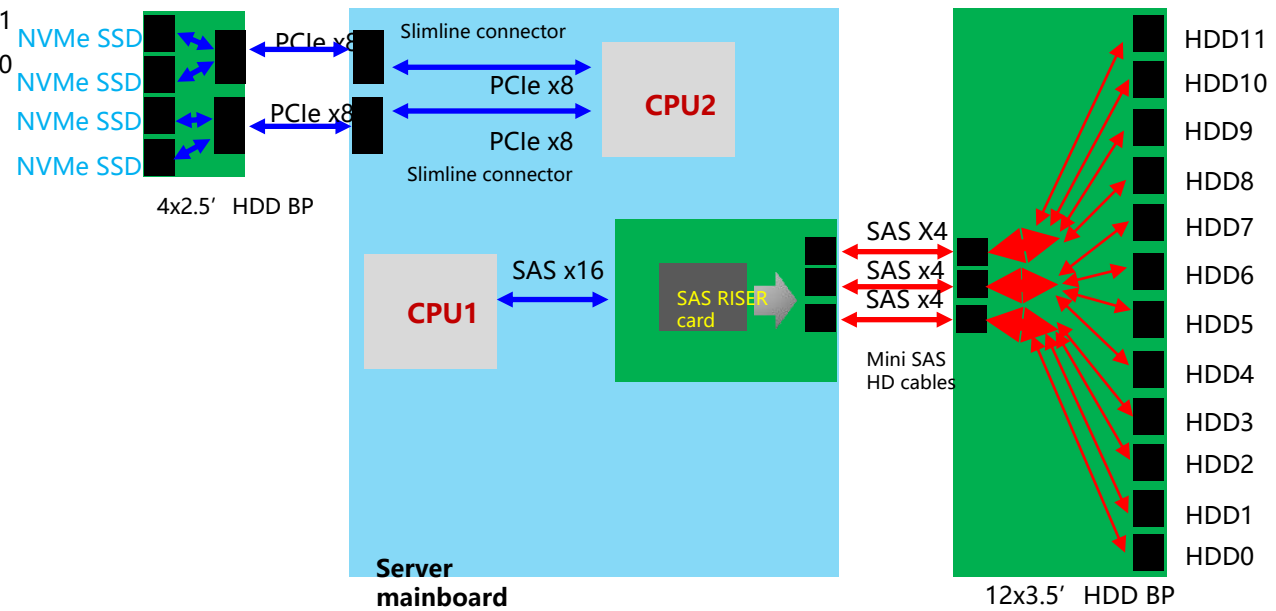 1
NVMe SSD
0
NVMe SSD
NVMe SSD
NVMe SSD
PCIe x8
PCIe x8
4x2.5’ HDD BP
Slimline connector
PCIe x8
PCIe x8
Slimline connector
CPU2
CPU1
SAS x16
SAS RISER
card
SAS X4
SAS x4
SAS x4
Mini SAS
HD cables
HDD11
HDD10
HDD9
HDD8
HDD7
HDD6
HDD5
HDD4
HDD3
HDD2
HDD1
HDD0
12x3.5’ HDD BP
Server
mainboard